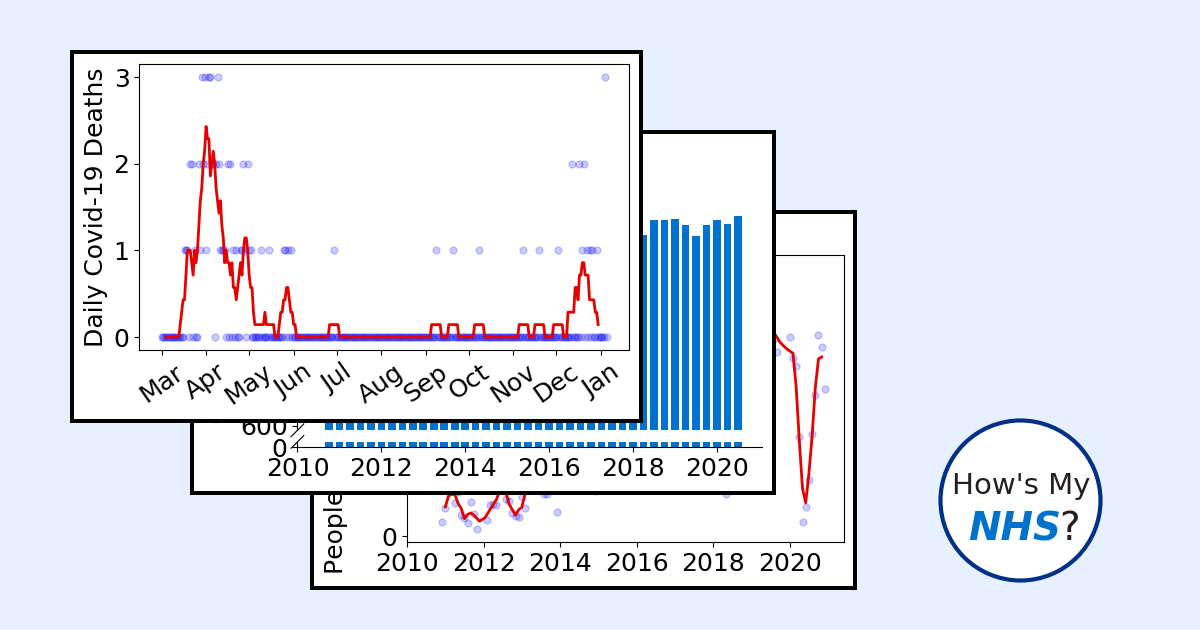 Daily Covid-19 Deaths
3
2
1
0
Mar Apr May Jun Jul Aug Sep Oct Nov Dec Jan
600
0
2010 2012 2014 2016 2018 2020
People
0
2010 2012 2014 2016 2018 2020
How's My
NHS?